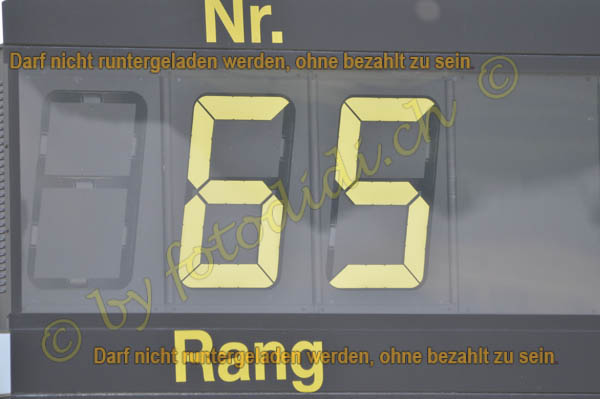 Nr.
Darf nicht runtergeladen werden, ohne bezahlt zu sein.
65
© by fotodidi.ch ©
Rang
Darf nicht runtergeladen werden, ohne bezahlt zu sein.